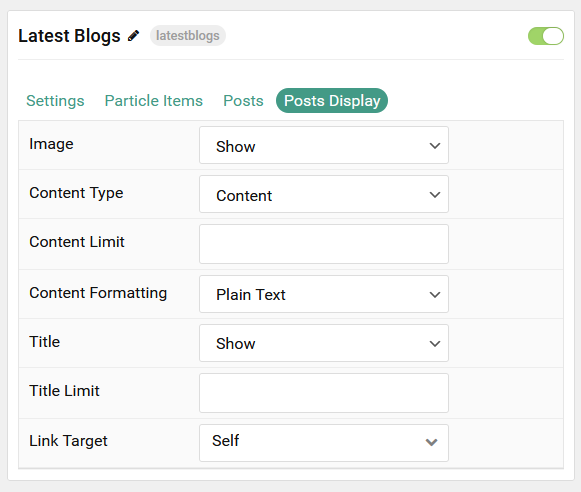 Latest Blogs latestblogs
Settings Particle Items Posts Posts Display
Image Show
Content Type Content
Content Limit
Content Formatting Plain Text
Title Show
Title Limit
Link Target Self